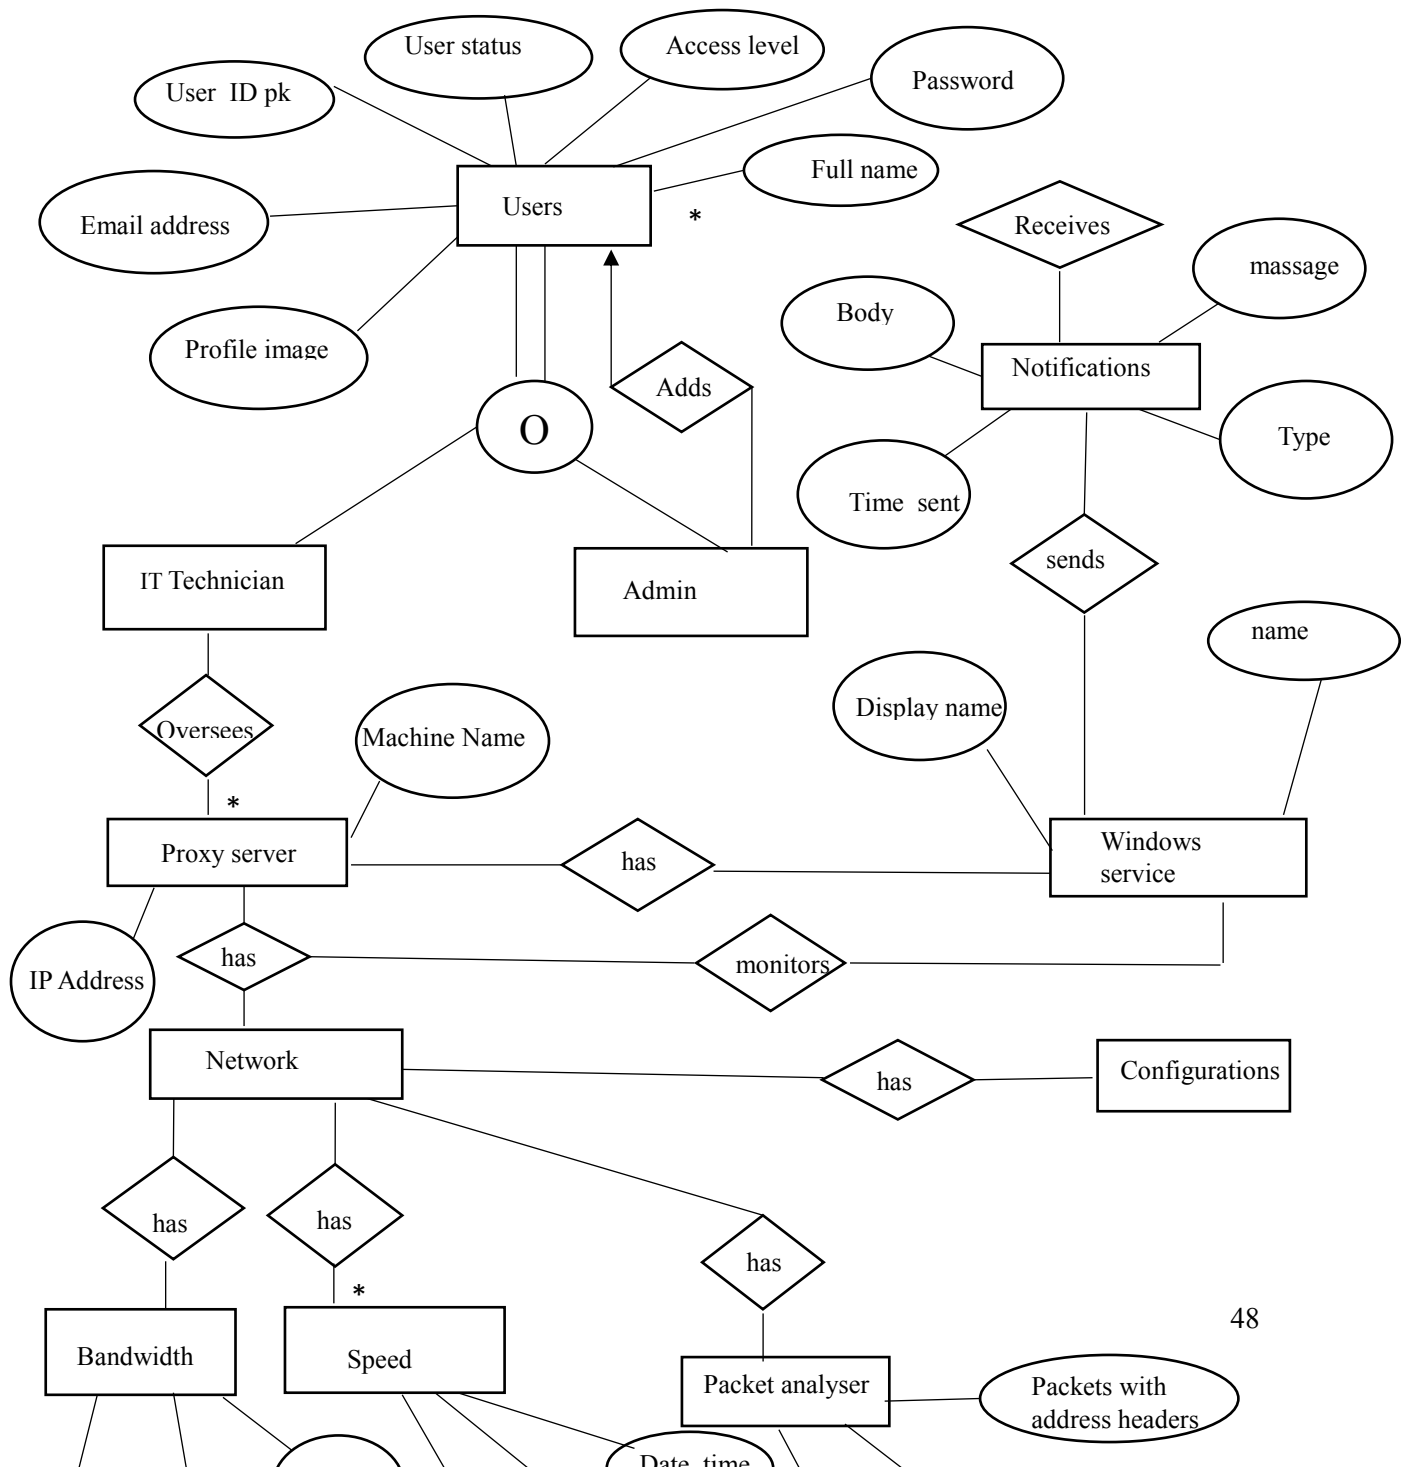 User status
Access level
User ID pk
Password
Full name
Users
*
Email address
Receives
massage
Body
Profile image
Notifications
Adds
O
Type
Time sent
sends
IT Technician
Admin
name
Display name
Oversees
Machine Name
*
Proxy server
has
Windows
service
has
monitors
IP Address
Network
has
Configurations
has
has
has
*
48
Bandwidth
Speed
Packet analyser
Packets with
address headers
Date time